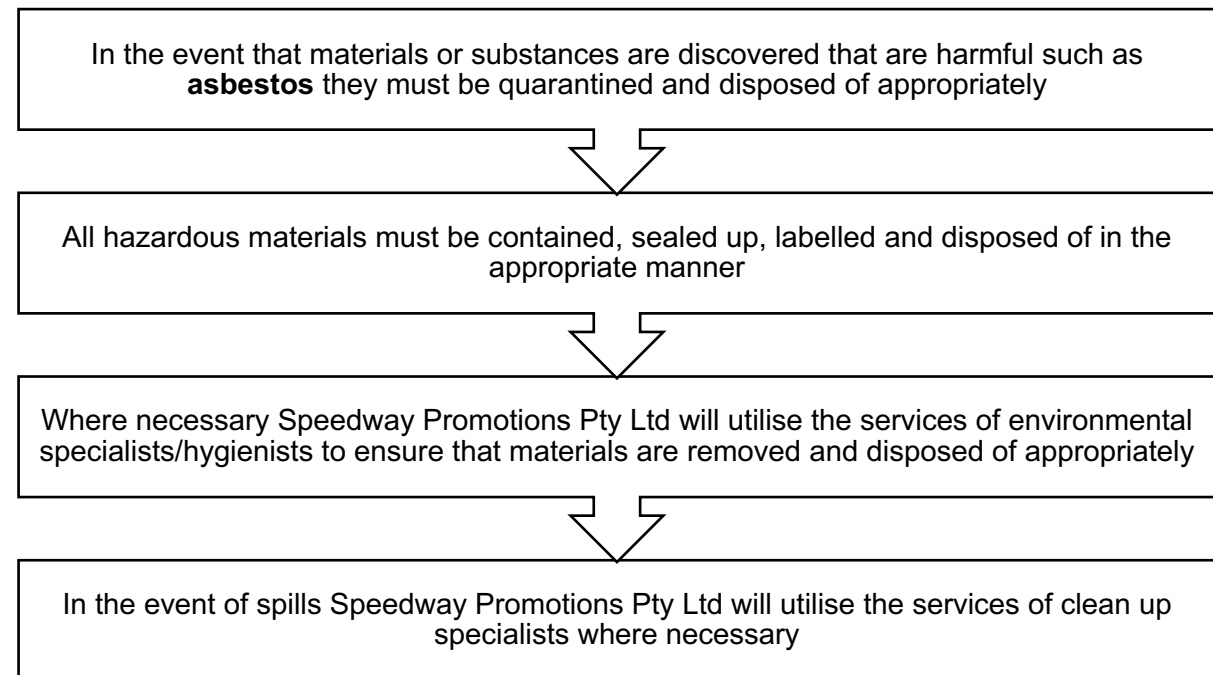 In the event that materials or substances are discovered that are harmful such as
asbestos they must be quarantined and disposed of appropriately
All hazardous materials must be contained, sealed up, labelled and disposed of in the
appropriate manner
Where necessary Speedway Promotions Pty Ltd will utilise the services of environmental
specialists/hygienists to ensure that materials are removed and disposed of appropriately
In the event of spills Speedway Promotions Pty Ltd will utilise the services of clean up
specialists where necessary